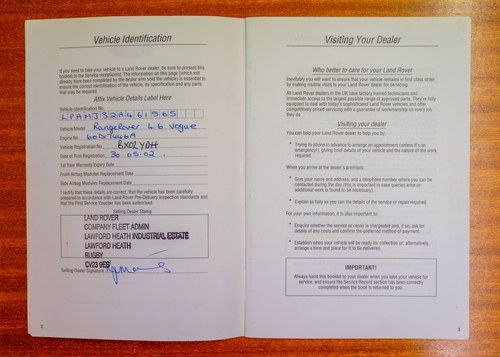 Vehicle Identification
If you need to take your vehicle to a Land Rover dealer, be sure to present this
booklet to the Service receptionist. The information on this page (which will
already have been completed by the dealer who sold the vehicle) is essential to
ensure the correct identification of the vehicle, its specification and any parts
that may be required.
Affix Vehicle Details Label Here
Vehicle Identification No.
Vehicle/Model Rangerover 4.6 Vogue
Engine No.
Vehicle Registration No.
Date of First Registration 30.05.02.
1st Year Warranty Expiry Date
Front Airbag Modules Replacement Date
Side Airbag Modules Replacement Date
I certify that these details are correct, that the vehicle has been carefully
prepared in accordance with Land Rover Pre-Delivery Inspection standards and
that the First Service Voucher has been authorised.
Selling Dealer Stamp
LAND ROVER
COMPANY FLEET ADMIN
LAWFORD HEATH INDUSTRIAL ESTATE
LAWFORD HEATH
RUGBY
CV23 9ES
Selling Dealer Signature
Visiting Your Dealer
Who better to care for your Land Rover
Inevitably you will want to ensure that your vehicle remains in first class order
by making routine visits to your Land Rover dealer for servicing.
All Land Rover dealers in the UK have factory trained technicians and
immediate access to the largest possible range of approved parts. They're fully
equipped to deal with today's sophisticated Land Rover vehicles and offer
competitively priced servicing with a guarantee of workmanship on every job
they do.
Visiting your dealer
You can help your Land Rover dealer to help you by:
• Trying to phone in advance to arrange an appointment (unless it's an
emergency!), giving brief details of your vehicle and the nature of the work
required.
When you arrive at the dealer's premises:
• Give your name and address, and a telephone number where you can be
contacted during the day (this is important in case queries arise or
additional work is found to be necessary).
• Explain as fully as you can the details of the service or repair required.
For your own information, it is also important to:
• Enquire whether the service or repair is chargeable and, if so, ask for
details of any costs and confirm the preferred method of payment.
• Establish when your vehicle will be ready for collection or, alternatively,
arrange a time and place for it to be delivered.
IMPORTANT!
Always hand this booklet to your dealer when you take your vehicle for
service, and ensure the Service Record section has been correctly
completed when the book is returned to you.